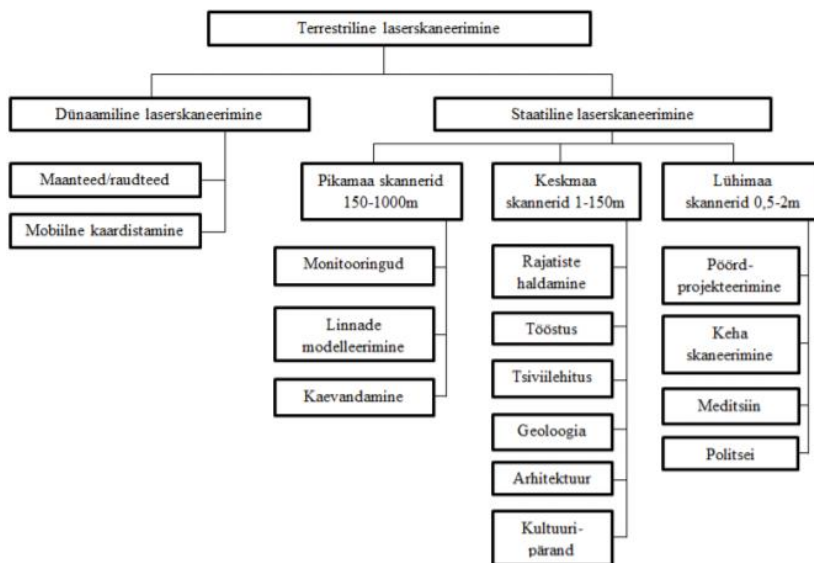 Terrestriline laserskaneerimine
Dünaamiline laserskaneerimine
Maanteed/raudteed
Mobiilne kaardistamine
Staatiline laserskaneerimine
Pikamaa skannerid
150-1000m
Monitooringud
Linnade
modelleerimine
Kaevandamine
Keskmaa
skannerid 1-150m
Rajatiste
haldamine
Tööstus
Tsiviilehitus
Geoloogia
Arhitektuur
Kultuuri-
pärand
Lühimaa
skannerid 0,5-2m
Pöörd-
projekteerimine
Keha
skaneerimine
Meditsiin
Politsei